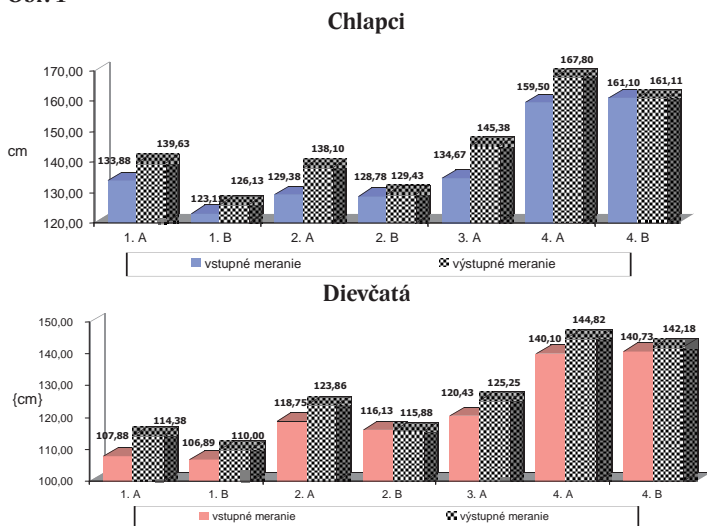 Chlapci
170,00
160,00
150,00
140,00
130,00
120,00
cm
133,88
139,63
126,13
129,38
138,10
128,78
129,43
134,67
145,38
159,50
167,80
161,10
161,11
1. A
1. B
2. A
2. B
3. A
4. A
4. B
vstupné meranie
výstupné meranie
Dievčatá
150,00
140,00
130,00
120,00
110,00
100,00
{cm}
107,88
114,38
106,89
110,00
118,75
123,86
116,13
115,88
120,43
125,25
140,10
144,82
140,73
142,18
1. A
1. B
2. A
2. B
3. A
4. A
4. B
vstupné meranie
výstupné meranie